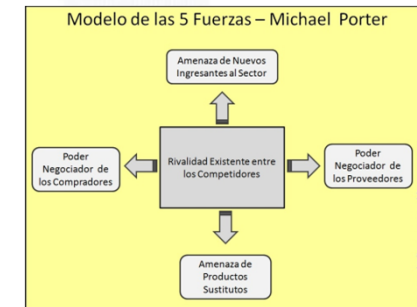 Modelo de las 5 Fuerzas – Michael Porter
Amenaza de Nuevos
Ingresantes al Sector
Poder
Negociador de
los Compradores
Rivalidad Existente entre
los Competidores
Poder
Negociador de
los Proveedores
Amenaza de
Productos
Sustitutos